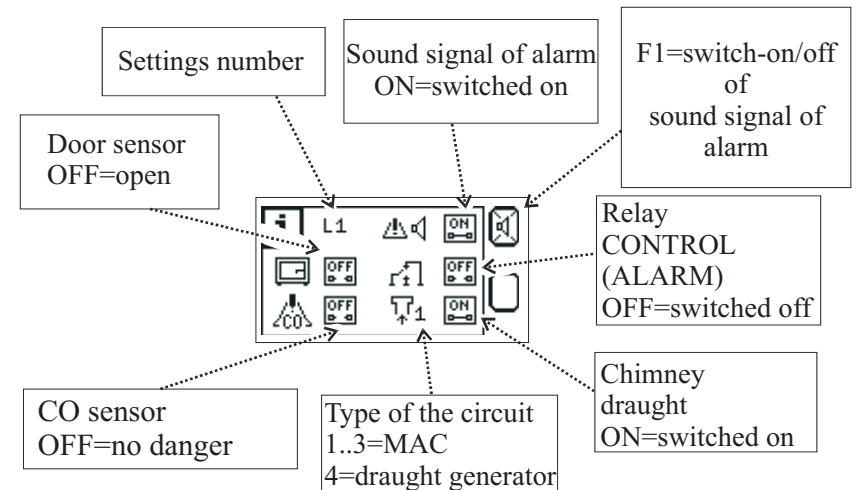 Settings number
Sound signal of alarm
ON=switched on
F1=switch-on/off
of
sound signal of
alarm
Door sensor
OFF=open
L1
ON
OFF
OFF
CO
OFF
1
ON
Relay
CONTROL
(ALARM)
OFF=switched off
CO sensor
OFF=no danger
Type of the circuit
1..3=MAC
4=draught generator
Chimney
draught
ON=switched on